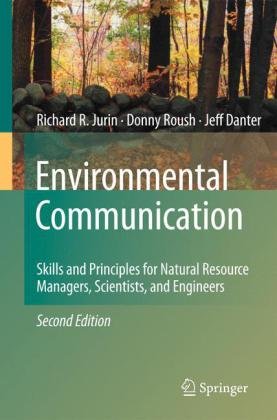 Richard R. Jurin · Donny Roush · Jeff Danter
Environmental
Communication
Skills and Principles for Natural Resource
Managers, Scientists, and Engineers
Second Edition
Springer